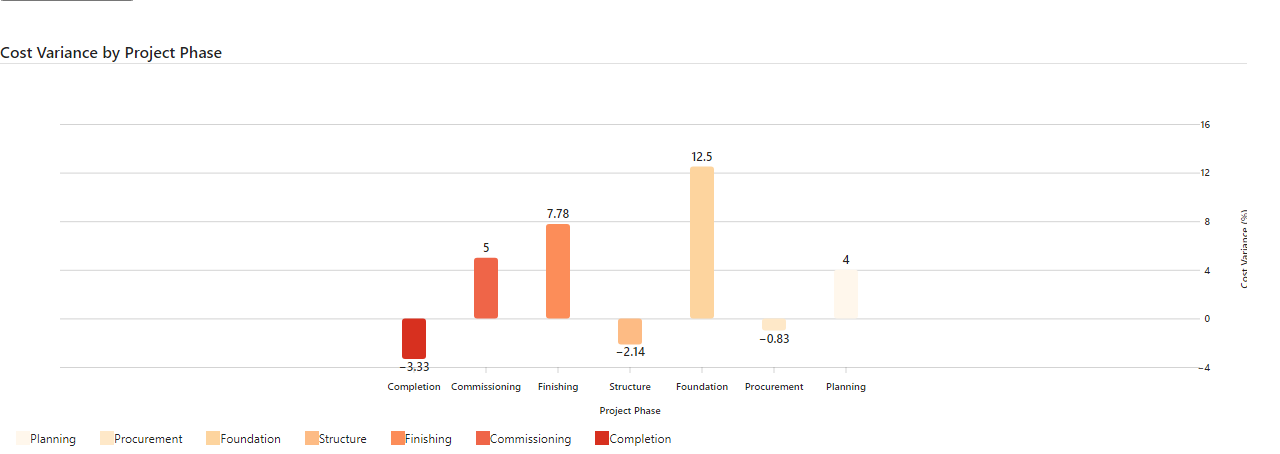 Cost Variance by Project Phase
16
12
8
4
0
−4
Cost Variance (%)
12.5
7.78
5
4
−0.83
−2.14
−3.33
Completion Commissioning Finishing Structure Foundation Procurement Planning
Project Phase
Planning Procurement Foundation Structure Finishing Commissioning Completion